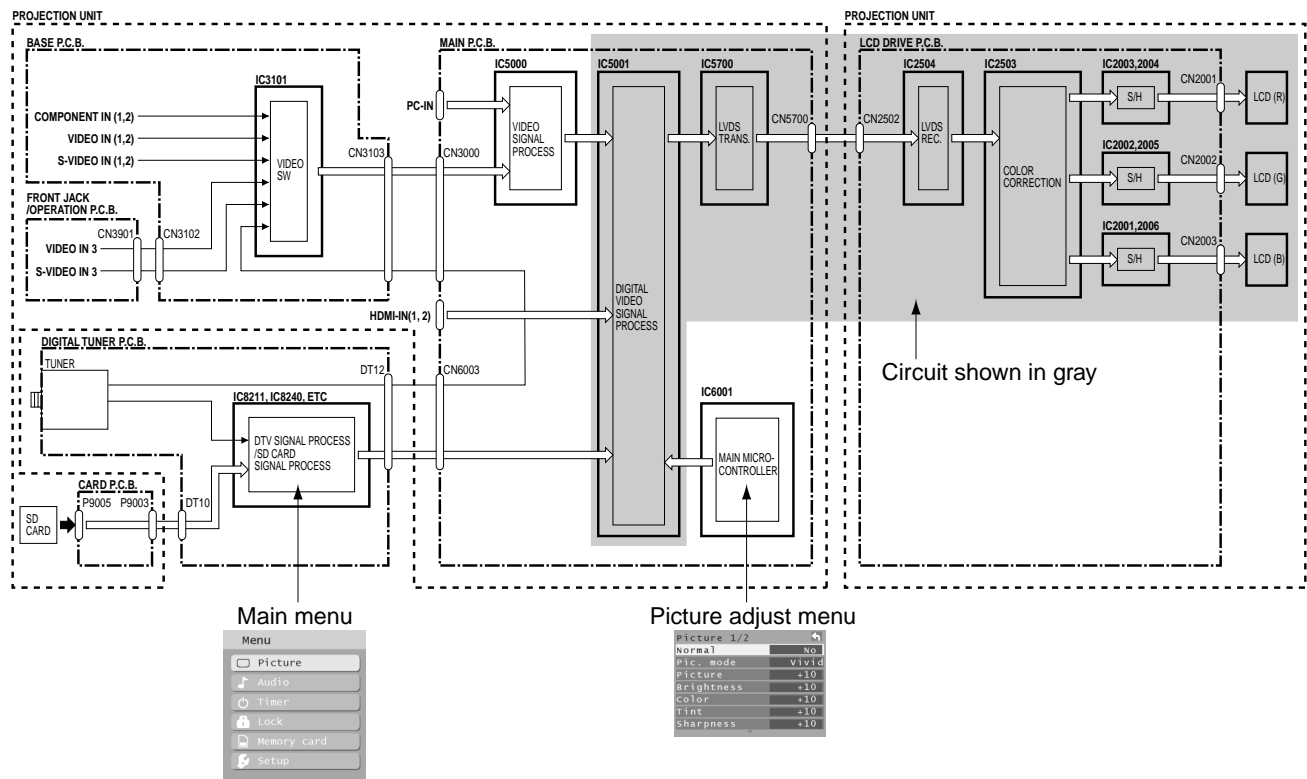 PROJECTION UNIT
PROJECTION UNIT
BASE P.C.B.
MAIN P.C.B.
LCD DRIVE P.C.B.
IC3101
IC5000
IC5001
IC5700
IC2504
IC2503
IC2003,2004
CN2001
PC-IN
S/H
LCD (R)
COMPONENT IN (1,2)
VIDEO IN (1,2)
S-VIDEO IN (1,2)
VIDEO
SW
CN3103
CN3000
VIDEO
SIGNAL
PROCESS
LVDS
TRANS.
CN5700
CN2502
LVDS
REC.
COLOR
CORRECTION
IC2002,2005
CN2002
S/H
LCD (G)
FRONT JACK
/OPERATION P.C.B.
CN3901
CN3102
VIDEO IN 3
S-VIDEO IN 3
IC2001,2006
CN2003
S/H
LCD (B)
DIGITAL
VIDEO
SIGNAL
PROCESS
HDMI-IN(1, 2)
DIGITAL TUNER P.C.B.
TUNER
DT12
CN6003
Circuit shown in gray
IC8211, IC8240, ETC
DTV SIGNAL PROCESS
/SD CARD
SIGNAL PROCESS
IC6001
MAIN MICRO-
CONTROLLER
CARD P.C.B.
P9005
P9003
DT10
SD
CARD
Main menu
Menu
Picture
Audio
Timer
Lock
Memory card
Setup
Picture adjust menu
Picture 1/2
Normal No
Pic. mode Vivid
Picture +10
Brightness +10
Color +10
Tint +10
Sharpness +10